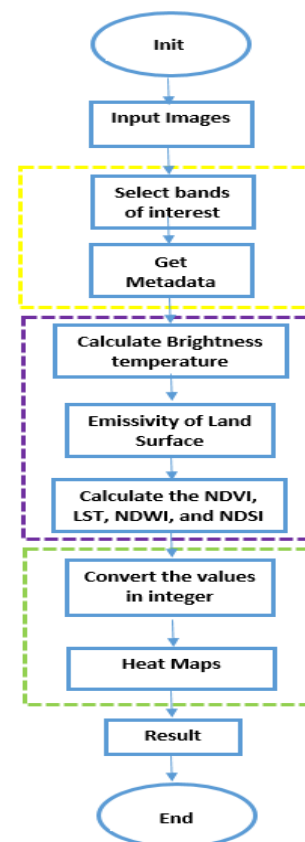 Init
Input Images
Select bands
of interest
Get
Metadata
Calculate Brightness
temperature
Emissivity of Land
Surface
Calculate the NDVI,
LST, NDWI, and NDSI
Convert the values
in integer
Heat Maps
Result
End